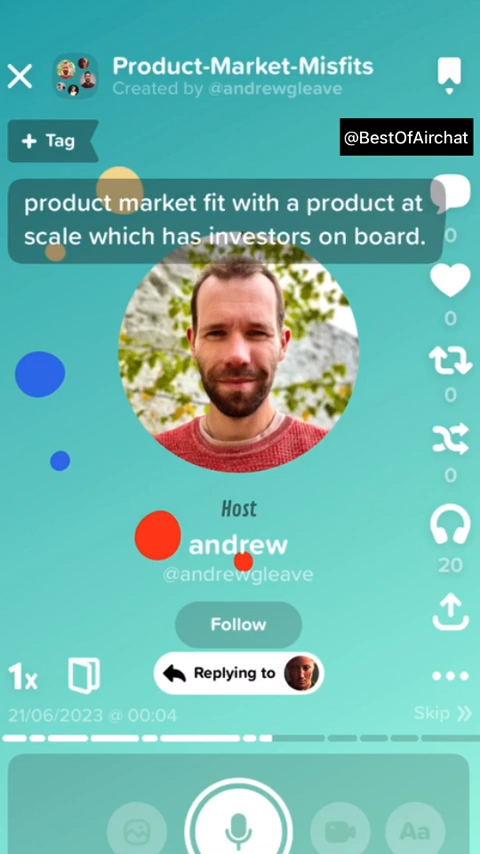 Product-Market-Misfits
Created by @andrewgleave
+ Tag
@BestOfAirchat
product market fit with a product at
scale which has investors on board.
0
0
0
0
20
Host
andrew
@andrewgleave
Follow
Replying to
1x
21/06/2023 @ 00:04
Skip
Aa